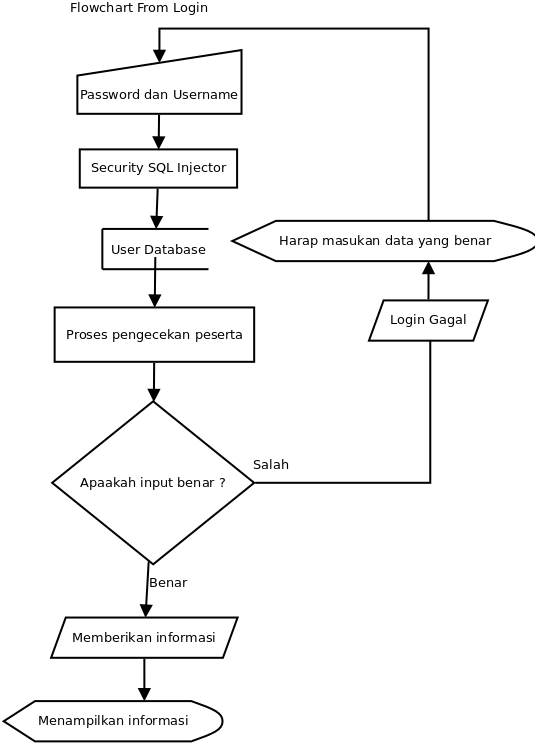 Flowchart From Login
Password dan Username
Security SQL Injector
User Database
Harap masukan data yang benar
Login Gagal
Proses pengecekan peserta
Salah
Apaakah input benar ?
Benar
Memberikan informasi
Menampilkan informasi